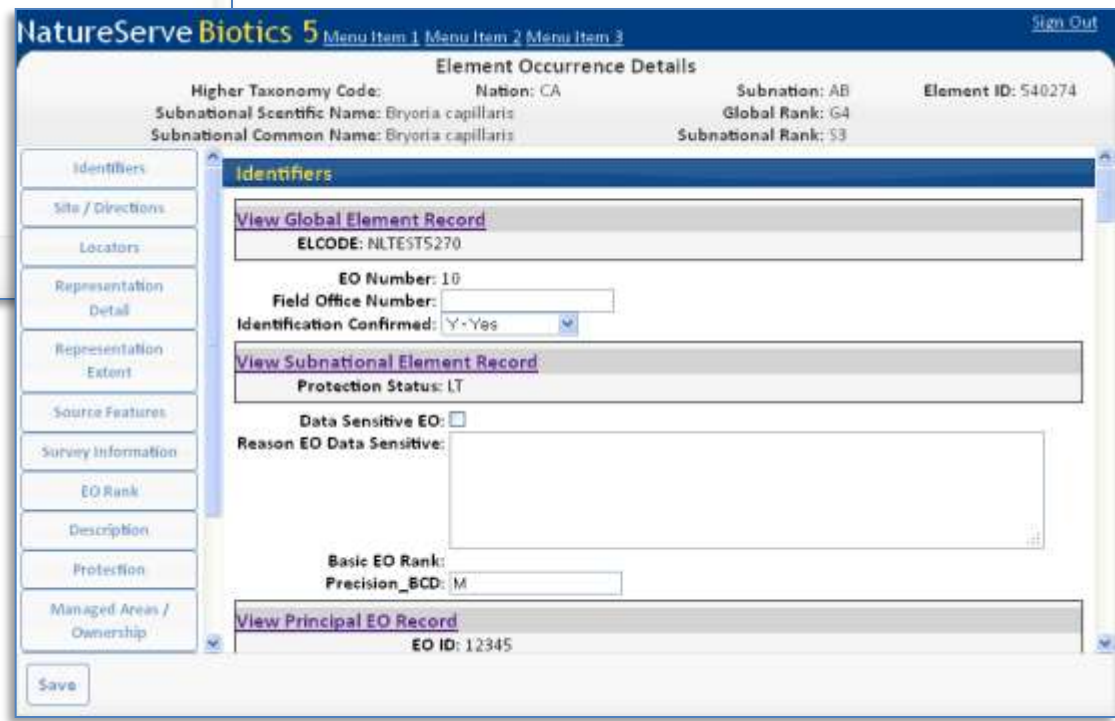 NatureServe Biotics 5 Menu Item 1 Menu Item 2 Menu Item 3 Sign Out
Element Occurrence Details
Higher Taxonomy Code: Nation: CA Subnation: AB Element ID: 540274
Subnational Scentific Name: Bryoria capillaris Global Rank: G4
Subnational Common Name: Bryoria capillaris Subnational Rank: S3
Identifiers
Site / Directions
Locators
Representation
Detail
Representation
Extent
Source Features
Survey Information
EO Rank
Description
Protection
Managed Areas /
Ownership
Identifiers
View Global Element Record
ELCODE: NLTEST5270
EO Number: 10
Field Office Number:
Identification Confirmed: Y-Yes
View Subnational Element Record
Protection Status: LT
Data Sensitive EO:
Reason EO Data Sensitive:
Basic EO Rank:
Precision_BCD: M
View Principal EO Record
EO ID: 12345
Save